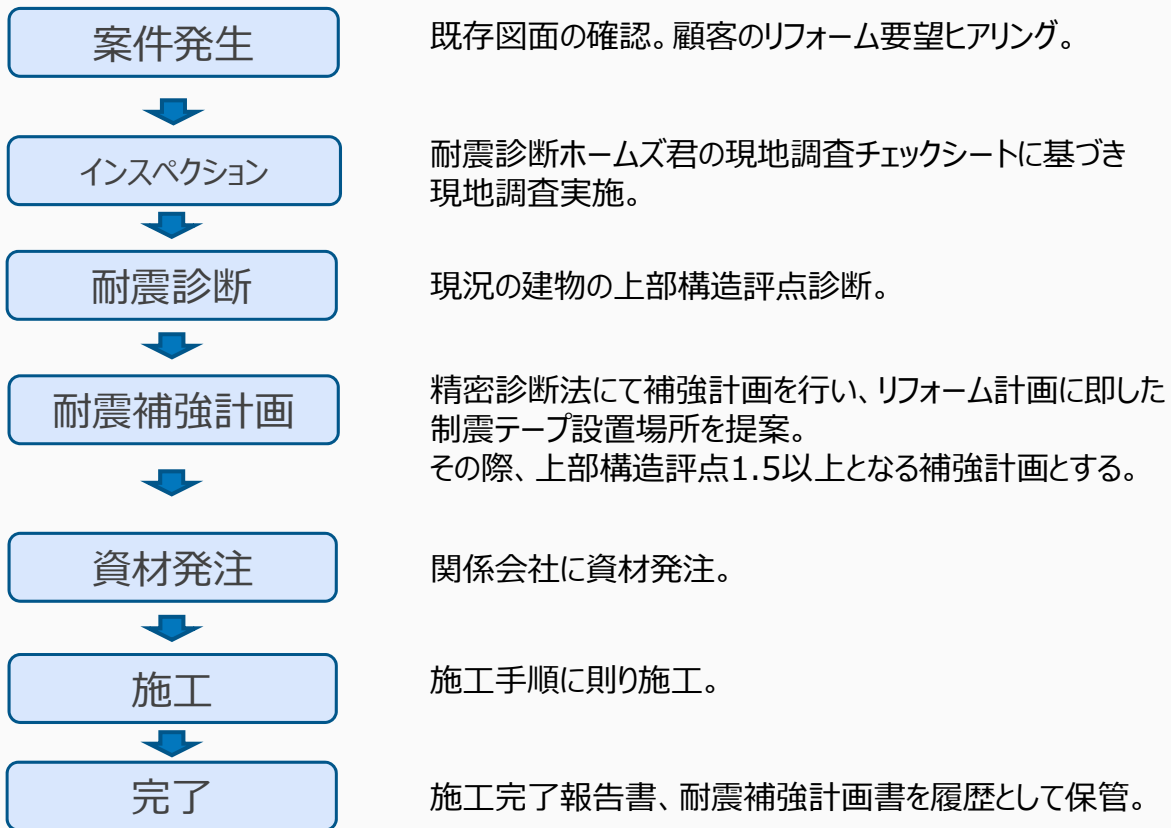 案件発生
既存図面の確認。顧客のリフォーム要望ヒアリング。
インスペクション
耐震診断ホームズ君の現地調査チェックシートに基づき
現地調査実施。
耐震診断
現況の建物の上部構造評点診断。
耐震補強計画
精密診断法にて補強計画を行い、リフォーム計画に即した
制震テープ設置場所を提案。
その際、上部構造評点1.5以上となる補強計画とする。
資材発注
関係会社に資材発注。
施工
施工手順に則り施工。
完了
施工完了報告書、耐震補強計画書を履歴として保管。